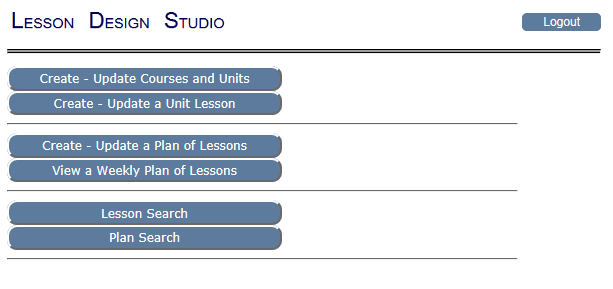 Lesson Design Studio
Logout
Create - Update Courses and Units
Create - Update a Unit Lesson
Create - Update a Plan of Lessons
View a Weekly Plan of Lessons
Lesson Search
Plan Search